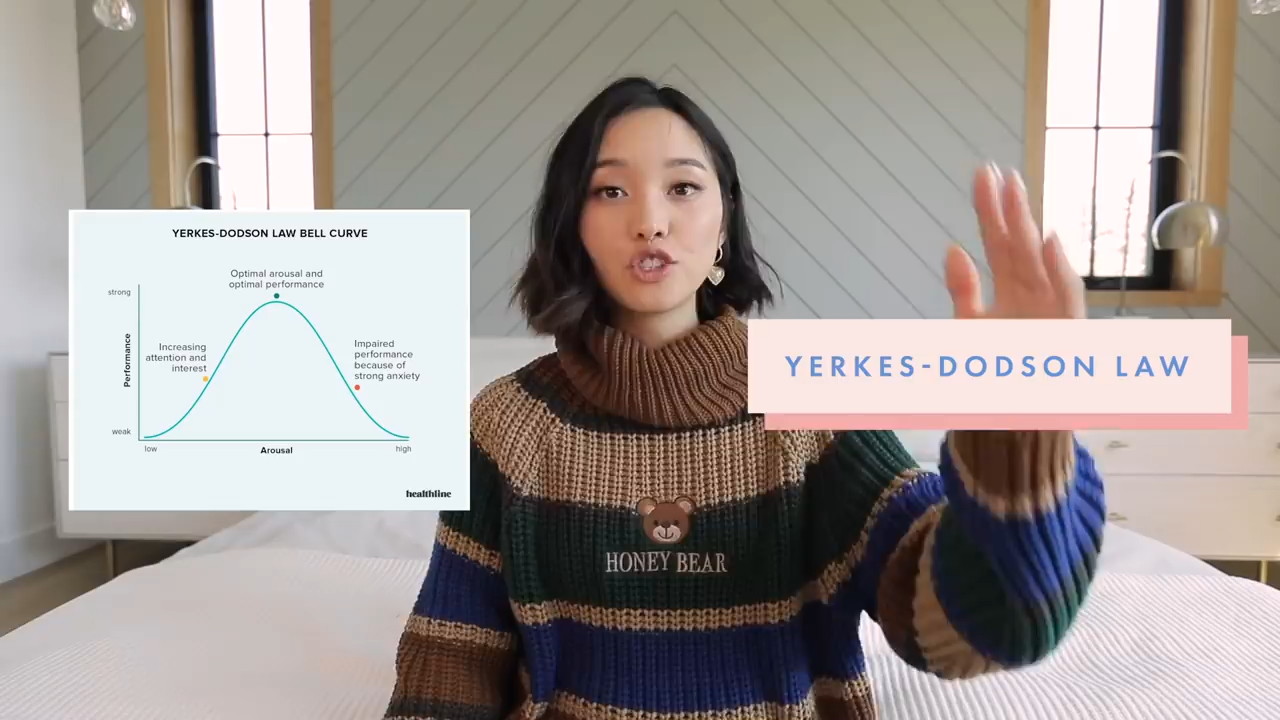 YERKES-DODSON LAW BELL CURVE
Optimal arousal and
optimal performance
strong
Increasing
attention and
interest
Impaired
performance
because of
strong anxiety
Performance
weak
low
Arousal
high
healthline
YERKES-DODSON LAW
HONEY BEAR